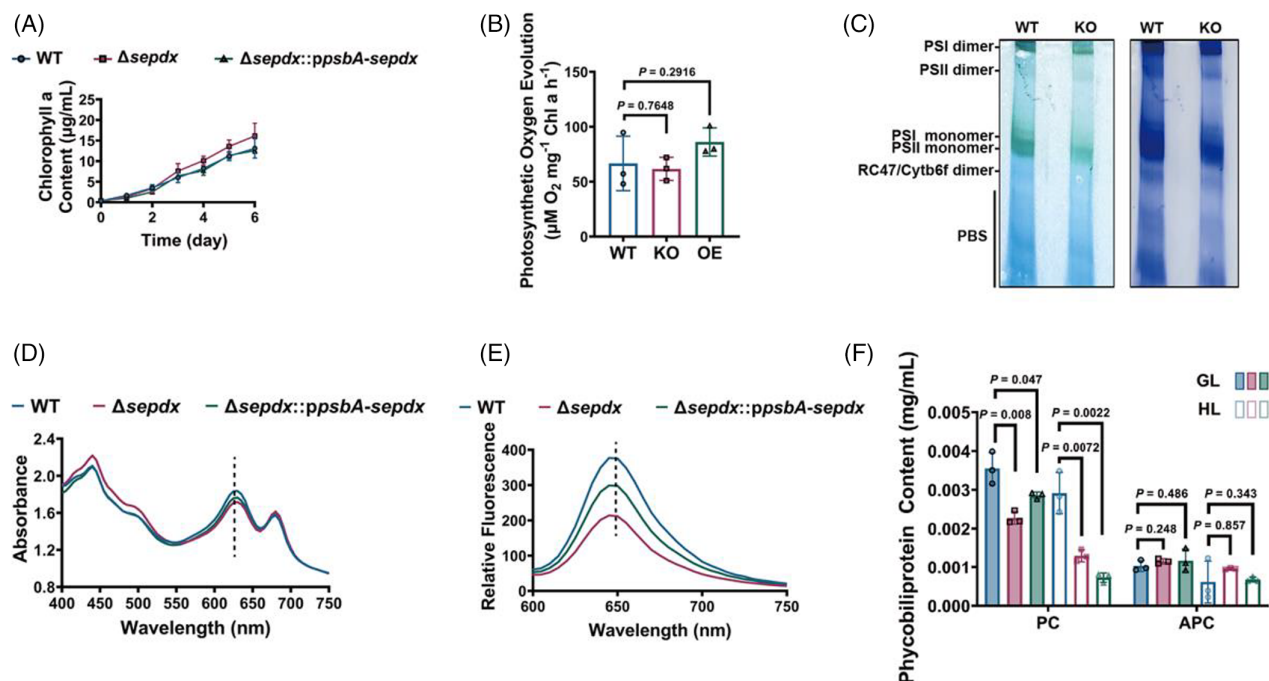 (A)
WT
Δsepdx
Δsepdx::ppsbA-sepdx
Chlorophyll a
Content (µg/mL)
25
20
15
10
5
0
0
2
4
6
Time (day)
(B)
Photosynthetic Oxygen Evolution
(µM O₂ mg⁻¹ Chl a h⁻¹)
150
100
50
0
P = 0.2916
P = 0.7648
WT
KO
OE
(C)
WT
KO
WT
KO
PSI dimer
PSII dimer
PSI monomer
PSII monomer
RC47/Cytb6f dimer
PBS
(D)
WT
Δsepdx
Δsepdx::ppsbA-sepdx
Absorbance
2.4
2.0
1.6
1.2
0.8
400
450
500
550
600
650
700
750
Wavelength (nm)
(E)
WT
Δsepdx
Δsepdx::ppsbA-sepdx
Relative Fluorescence
400
300
200
100
0
600
650
700
750
Wavelength (nm)
(F)
Phycobiliprotein Content (mg/mL)
0.005
0.004
0.003
0.002
0.001
0.000
P = 0.047
P = 0.008
P = 0.0022
P = 0.0072
P = 0.486
P = 0.248
P = 0.343
P = 0.857
GL
HL
PC
APC